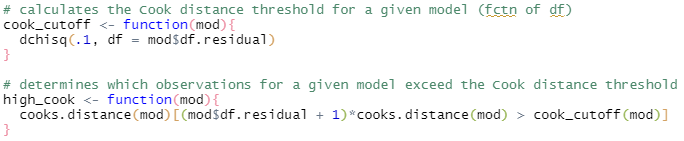 # calculates the Cook distance threshold for a given model (fctn of df)
cook_cutoff <- function(mod){
  dchisq(.1, df = mod$df.residual)
}

# determines which observations for a given model exceed the Cook distance threshold
high_cook <- function(mod){
  cooks.distance(mod)[(mod$df.residual + 1)*cooks.distance(mod) > cook_cutoff(mod)]
}